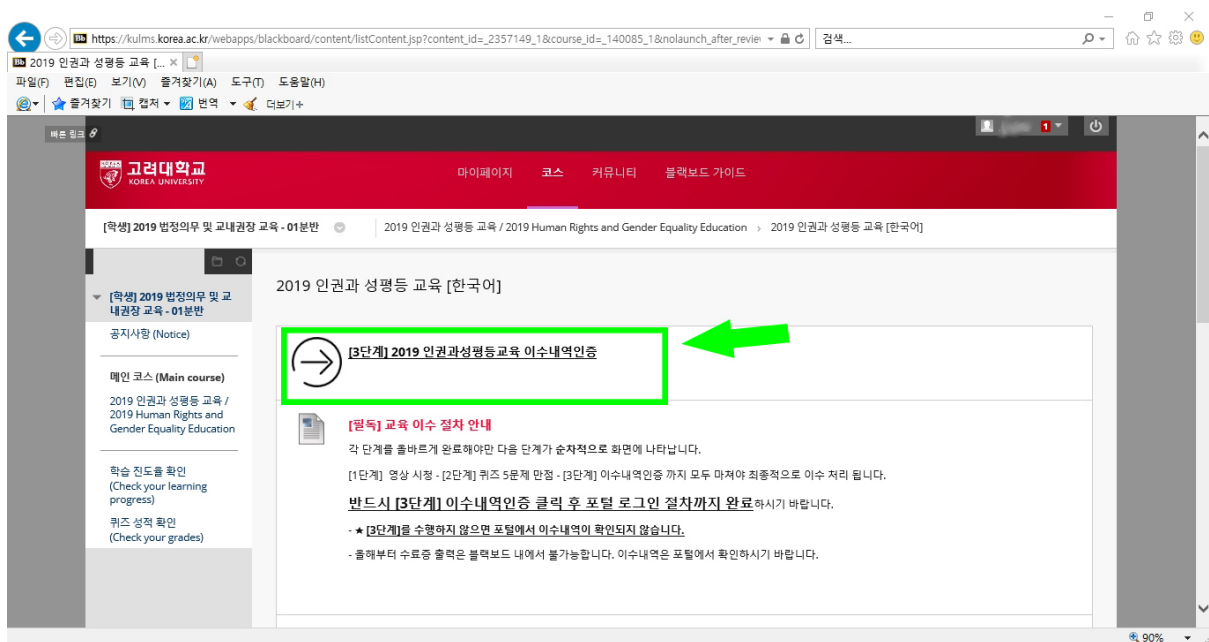 https://kulms.korea.ac.kr/webapps/blackboard/content/listContent.jsp?content_id=_2357149_1&course_id=_140085_1&nolaunch_after_review
검색...
2019 인권과 성평등 교육 [...
파일(F) 편집(E) 보기(V) 즐겨찾기(A) 도구(T) 도움말(H)
즐겨찾기 캡처 번역 더보기+
빠른 링크
1
고려대학교
KOREA UNIVERSITY
마이페이지 코스 커뮤니티 블랙보드 가이드
[학생] 2019 법정의무 및 교내권장 교육 - 01분반
2019 인권과 성평등 교육 / 2019 Human Rights and Gender Equality Education > 2019 인권과 성평등 교육 [한국어]
[학생] 2019 법정의무 및 교
내권장 교육 - 01분반
공지사항 (Notice)
메인 코스 (Main course)
2019 인권과 성평등 교육 /
2019 Human Rights and
Gender Equality Education
학습 진도율 확인
(Check your learning
progress)
퀴즈 성적 확인
(Check your grades)
2019 인권과 성평등 교육 [한국어]
[3단계] 2019 인권과성평등교육 이수내역인증
[필독] 교육 이수 절차 안내
각 단계를 올바르게 완료해야만 다음 단계가 순차적으로 화면에 나타납니다.
[1단계] 영상 시청 - [2단계] 퀴즈 5문제 만점 - [3단계] 이수내역인증 까지 모두 마쳐야 최종적으로 이수 처리 됩니다.
반드시 [3단계] 이수내역인증 클릭 후 포털 로그인 절차까지 완료하시기 바랍니다.
- ★ [3단계]를 수행하지 않으면 포털에서 이수내역이 확인되지 않습니다.
- 올해부터 수료증 출력은 블랙보드 내에서 불가능합니다. 이수내역은 포털에서 확인하시기 바랍니다.
90%